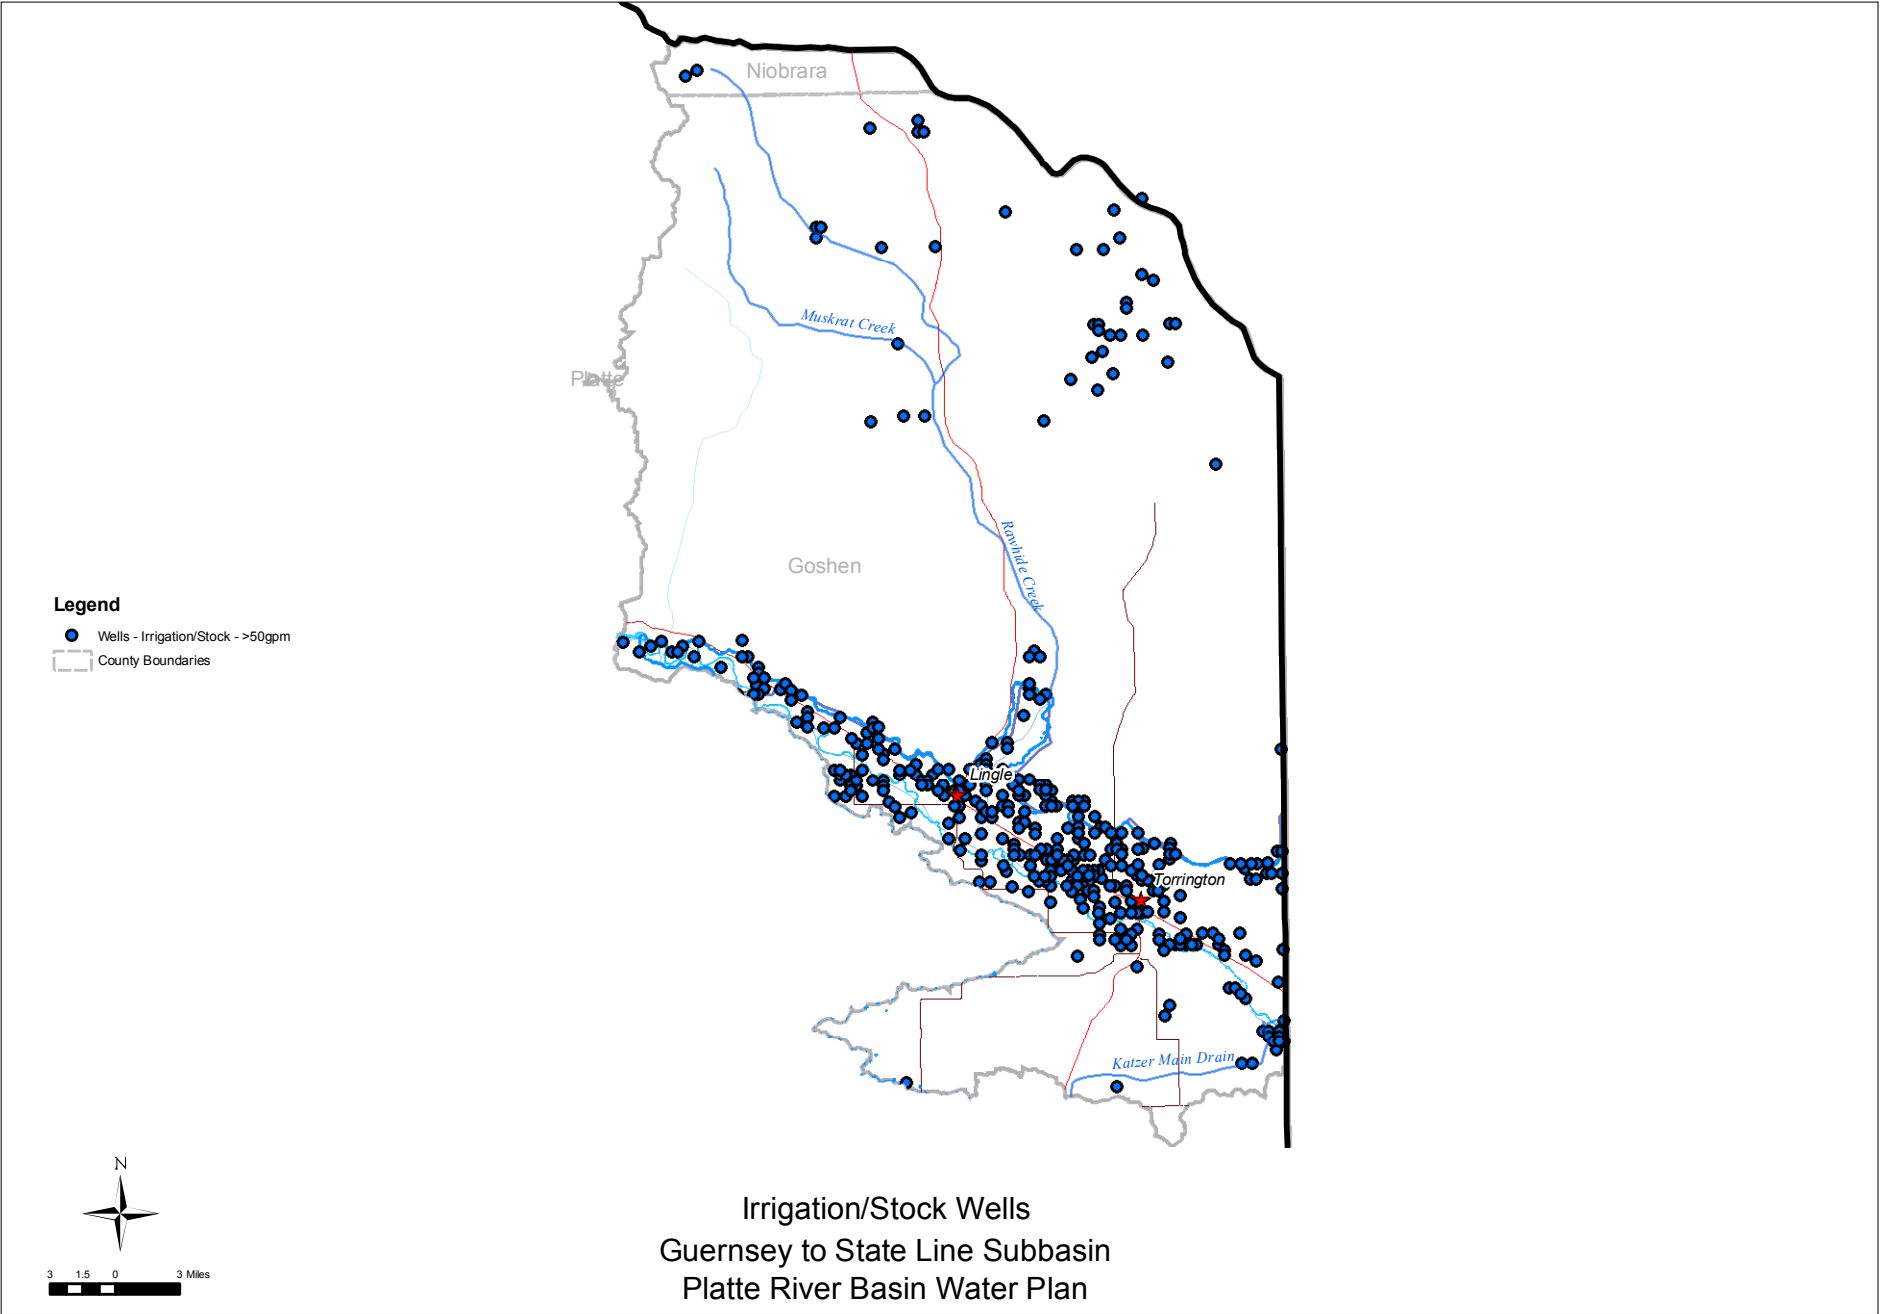 Niobrara
Muskrat Creek
Platte
Rawhide Creek
Goshen
Legend
Wells - Irrigation/Stock - >50gpm
County Boundaries
Lingle
Torrington
Katzer Main Drain
N
3 1.5 0 3 Miles
Irrigation/Stock Wells
Guernsey to State Line Subbasin
Platte River Basin Water Plan